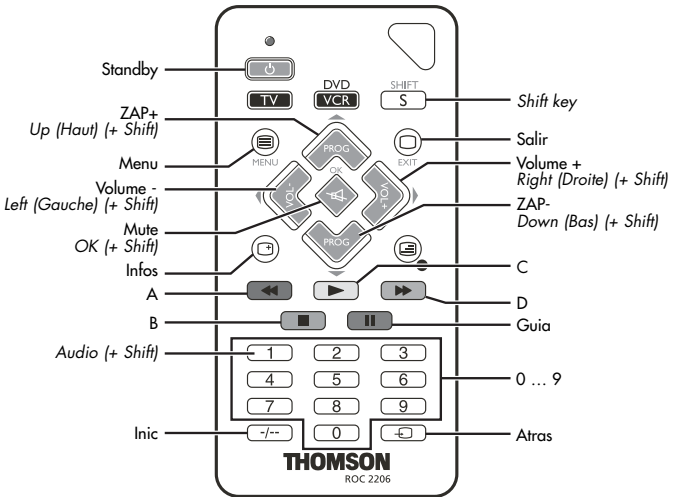 Standby
DVD
SHIFT
TV
VCR
S
Shift key
ZAP+
Up (Haut) (+ Shift)
PROG
Salir
Menu
MENU
OK
EXIT
Volume +
Right (Droite) (+ Shift)
Volume -
Left (Gauche) (+ Shift)
VOL-
VOL+
ZAP-
Down (Bas) (+ Shift)
Mute
OK (+ Shift)
PROG
Infos
C
A
D
B
Guia
Audio (+ Shift)
1 2 3
4 5 6
0 ... 9
7 8 9
Inic
-/--
0
Atras
THOMSON
ROC 2206